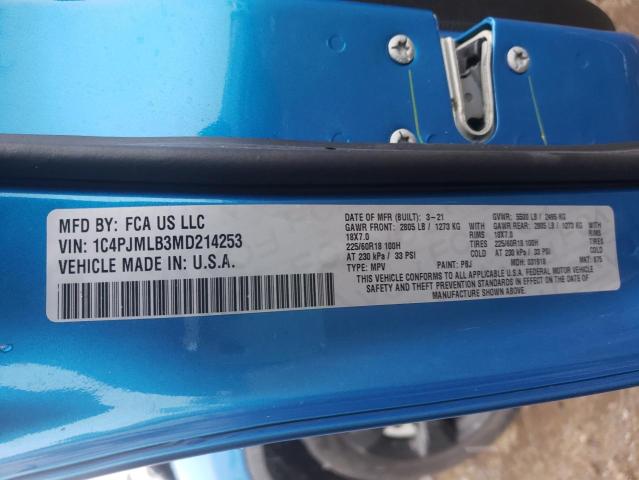 MFD BY: FCA US LLC
VIN: 1C4PJMLB3MD214253
VEHICLE MADE IN: U.S.A.
DATE OF MFR (BUILT): 3-21 GVWR: 5500 LB / 2495 KG
GAWR FRONT: 2805 LB / 1273 KG GAWR REAR: 2805 LB / 1273 KG
18X7.0 RIMS 18X7.0 RIMS
225/60R18 100H TIRES 225/60R18 100H TIRES
AT 230 kPa / 33 PSI COLD AT 230 kPa / 33 PSI COLD
TYPE: MPV PAINT: PBJ MDH: 031918 MKT: 875
THIS VEHICLE CONFORMS TO ALL APPLICABLE U.S.A. FEDERAL MOTOR VEHICLE
SAFETY AND THEFT PREVENTION STANDARDS IN EFFECT ON THE DATE OF
MANUFACTURE SHOWN ABOVE.